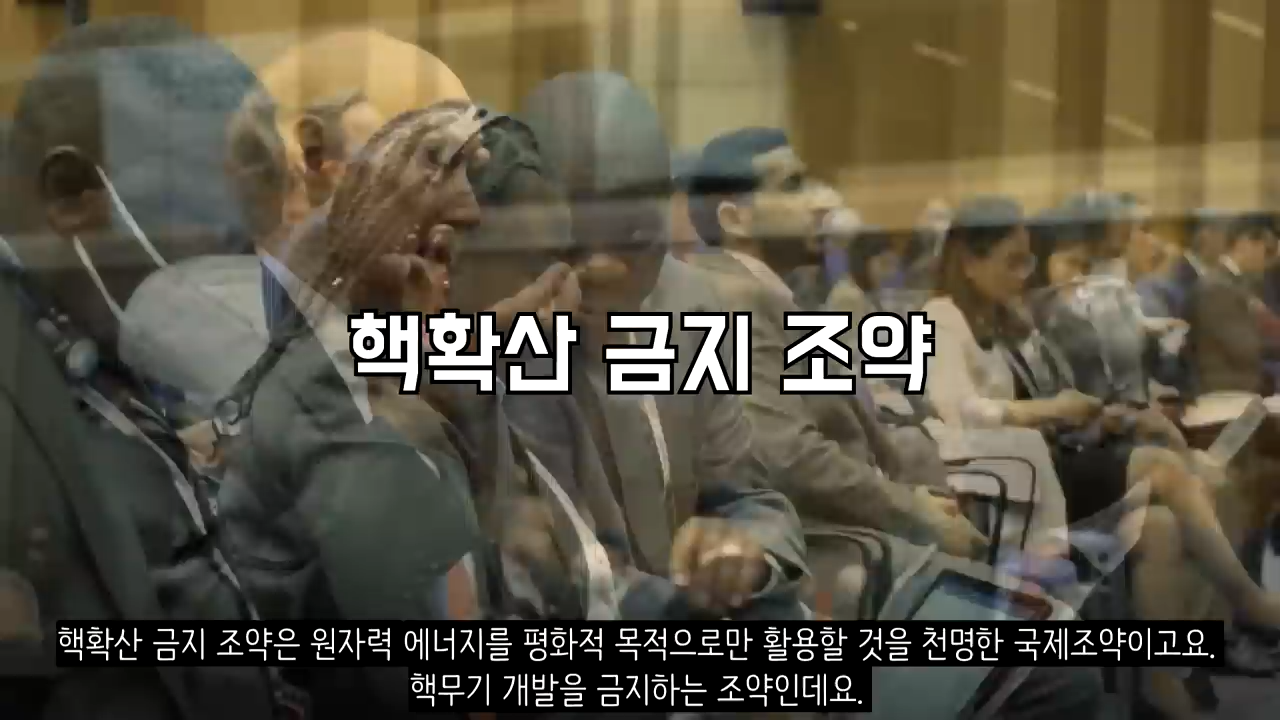 핵확산 금지 조약
핵확산 금지 조약은 원자력 에너지를 평화적 목적으로만 활용할 것을 천명한 국제조약이고요.
핵무기 개발을 금지하는 조약인데요.